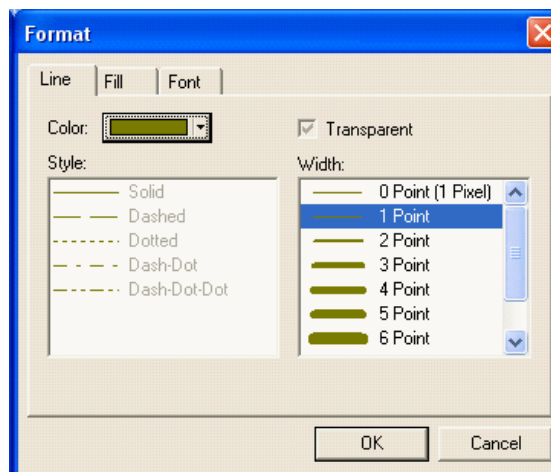 Format
Line Fill Font
Color: Transparent
Style: Width:
Solid
Dashed
Dotted
Dash-Dot
Dash-Dot-Dot
0 Point (1 Pixel)
1 Point
2 Point
3 Point
4 Point
5 Point
6 Point
OK Cancel